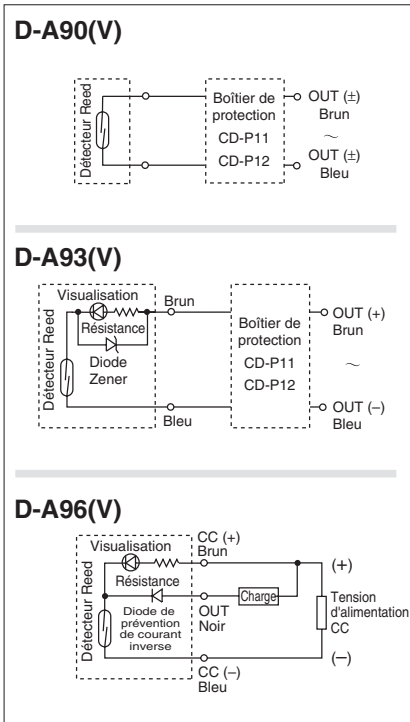 D-A90(V)
Détecteur Reed
Boîtier de
protection
CD-P11
CD-P12
OUT (±)
Brun
~
OUT (±)
Bleu
D-A93(V)
Détecteur Reed
Visualisation
Résistance
Diode
Zener
Brun
Bleu
Boîtier de
protection
CD-P11
CD-P12
OUT (+)
Brun
~
OUT (–)
Bleu
D-A96(V)
Détecteur Reed
Visualisation
Résistance
Diode de
prévention
de courant
inverse
CC (+)
Brun
OUT
Noir
CC (–)
Bleu
Charge
(+)
Tension
d'alimentation
CC
(–)